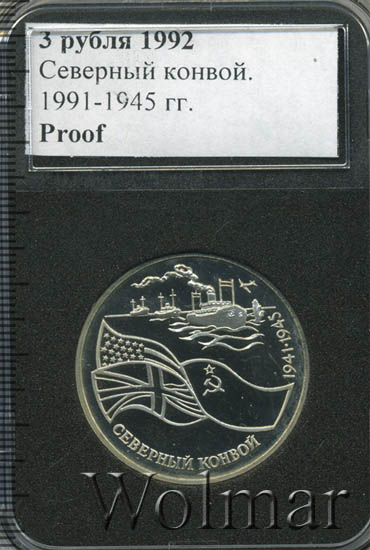 3 рубля 1992
Северный конвой.
1991-1945 гг.
Proof
1941-1945
СЕВЕРНЫЙ КОНВОЙ
Wolmar